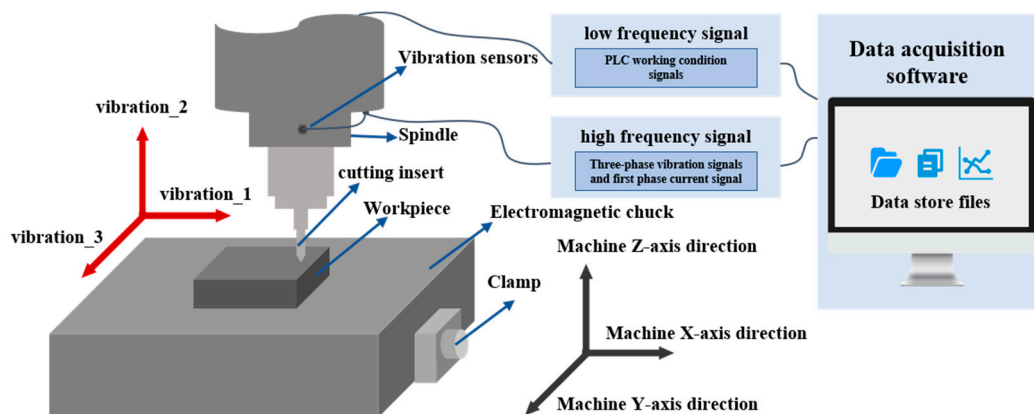 low frequency signal
PLC working condition
signals
Data acquisition
software
Vibration sensors
vibration_2
Spindle
high frequency signal
Three-phase vibration signals
and first phase current signal
cutting insert
vibration_1
Workpiece
Electromagnetic chuck
Data store files
vibration_3
Machine Z-axis direction
Clamp
Machine X-axis direction
Machine Y-axis direction